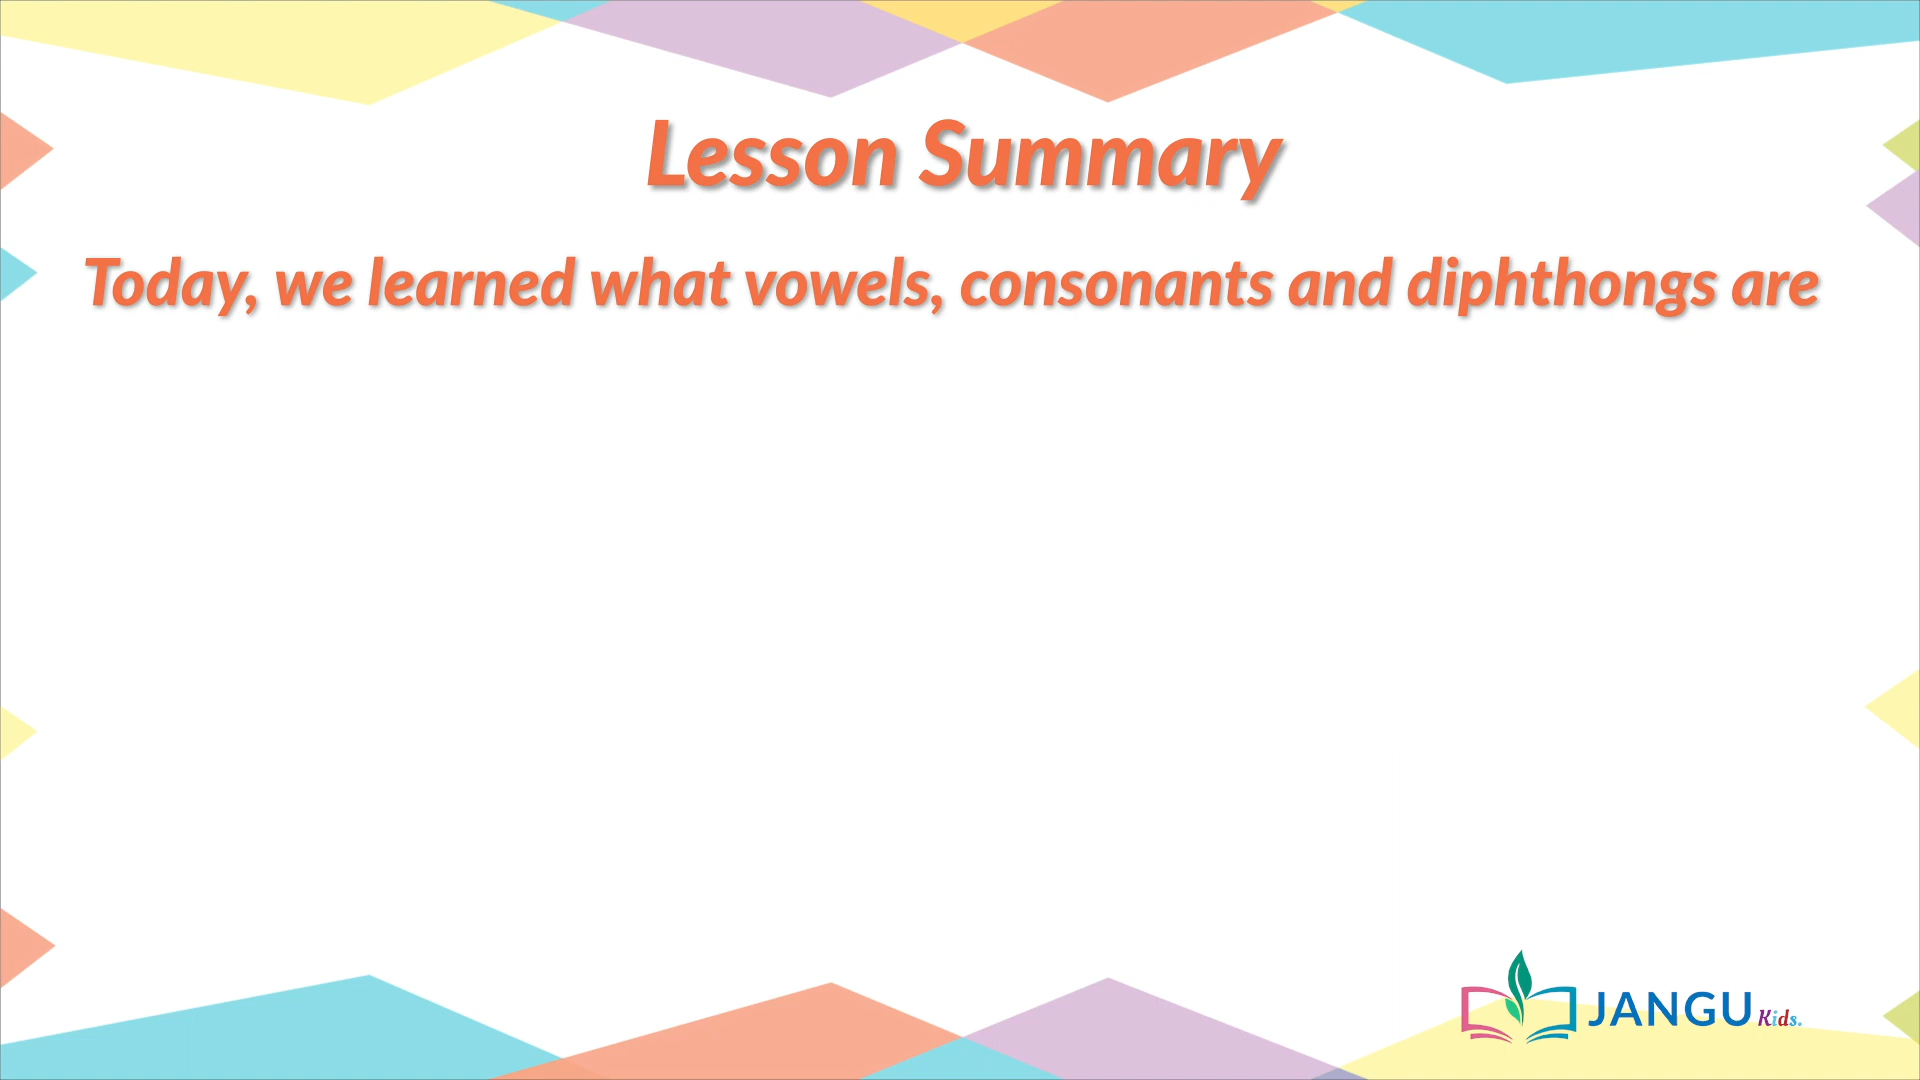 Lesson Summary
Today, we learned what vowels, consonants and diphthongs are
JANGU Kids.